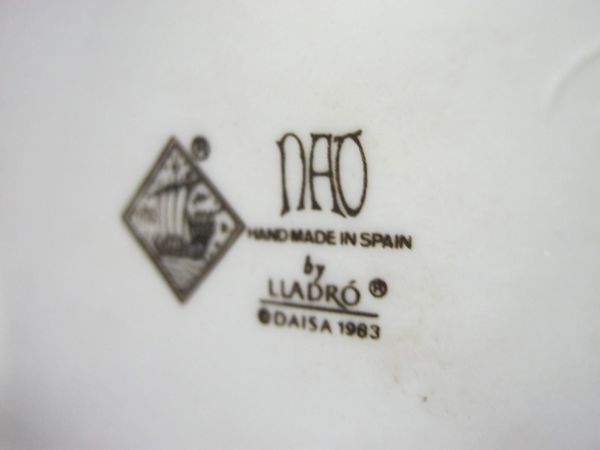 ®
NAO
HAND MADE IN SPAIN
by
LLADRÓ ®
© DAISA 1983